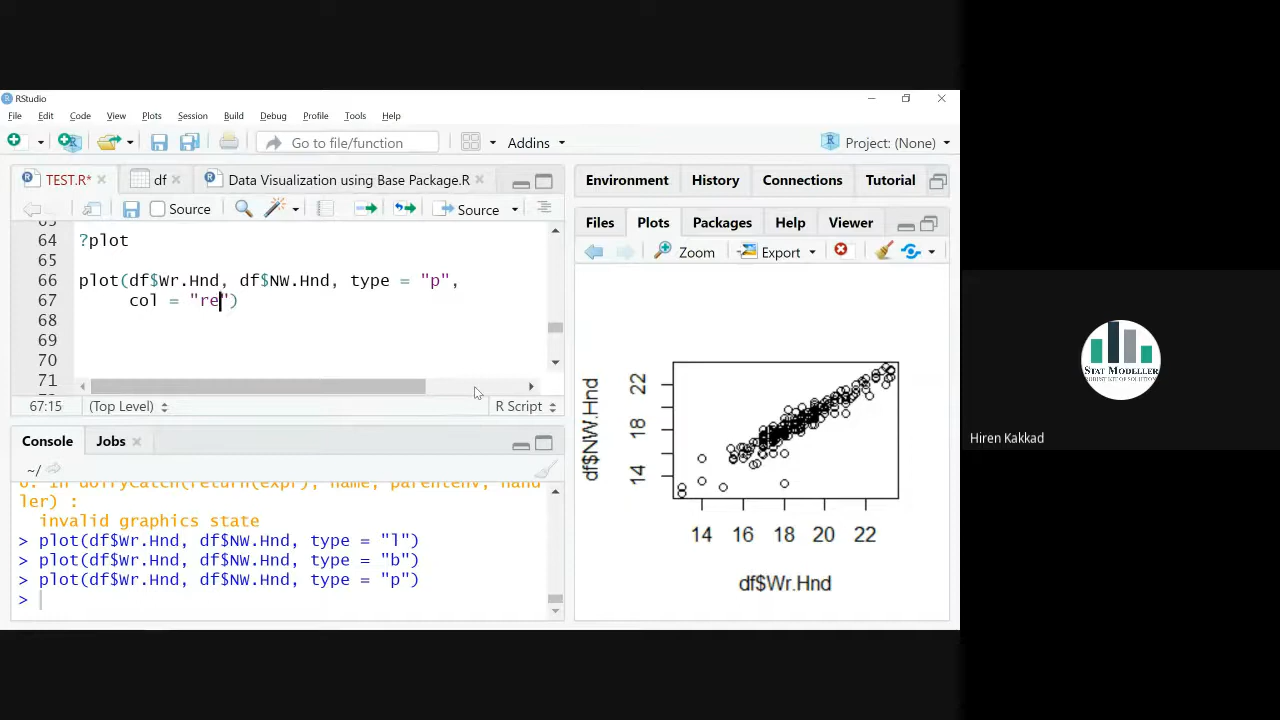 RStudio
File Edit Code View Plots Session Build Debug Profile Tools Help
Go to file/function Addins Project: (None)
TEST.R* df Data Visualization using Base Package.R
Source Source
64 ?plot
65
66 plot(df$Wr.Hnd, df$NW.Hnd, type = "p",
67 col = "re")
68
69
70
71
67:15 (Top Level) R Script
Console Jobs
~/
ler) :
invalid graphics state
> plot(df$Wr.Hnd, df$NW.Hnd, type = "l")
> plot(df$Wr.Hnd, df$NW.Hnd, type = "b")
> plot(df$Wr.Hnd, df$NW.Hnd, type = "p")
>
Environment History Connections Tutorial
Files Plots Packages Help Viewer
Zoom Export
df$NW.Hnd
22
18
14
14 16 18 20 22
df$Wr.Hnd
STAT MODELLER
Hiren Kakkad